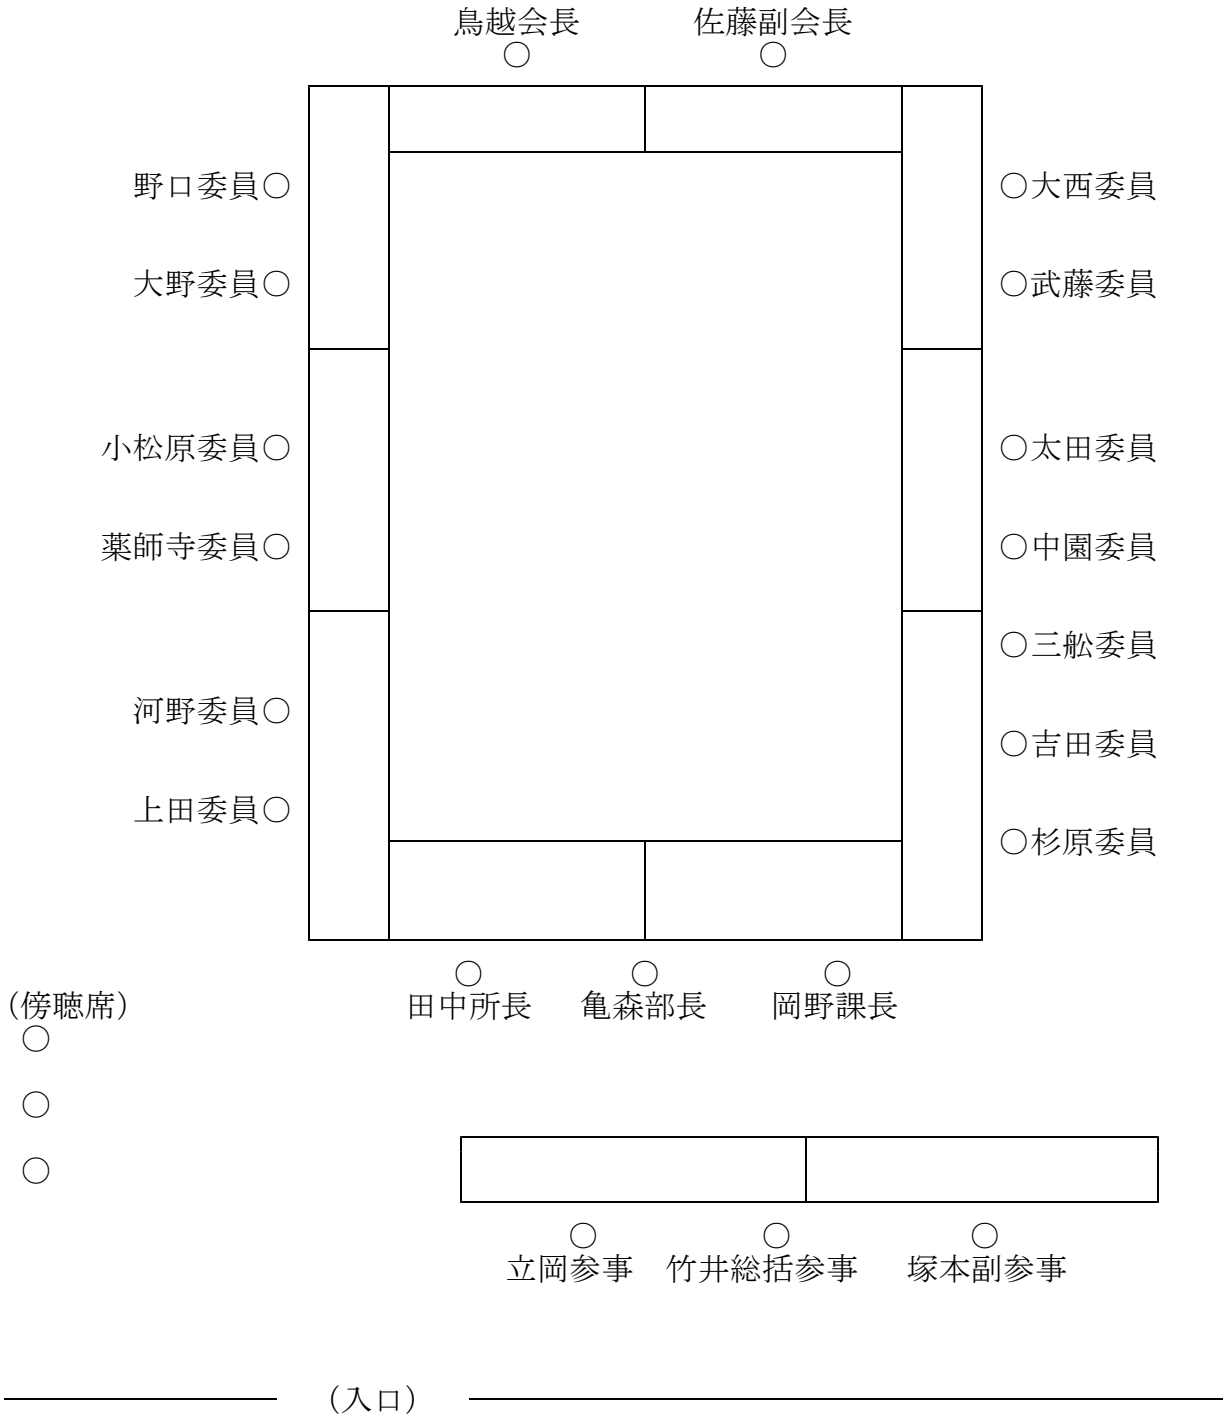 鳥越会長 佐藤副会長
○ ○
野口委員○ ○大西委員
大野委員○ ○武藤委員
小松原委員○ ○太田委員
薬師寺委員○ ○中園委員
○三舩委員
河野委員○
○吉田委員
上田委員○
○杉原委員
○ ○ ○
（傍聴席） 田中所長 亀森部長 岡野課長
○
○
○
○ ○ ○
立岡参事 竹井総括参事 塚本副参事
（入口）